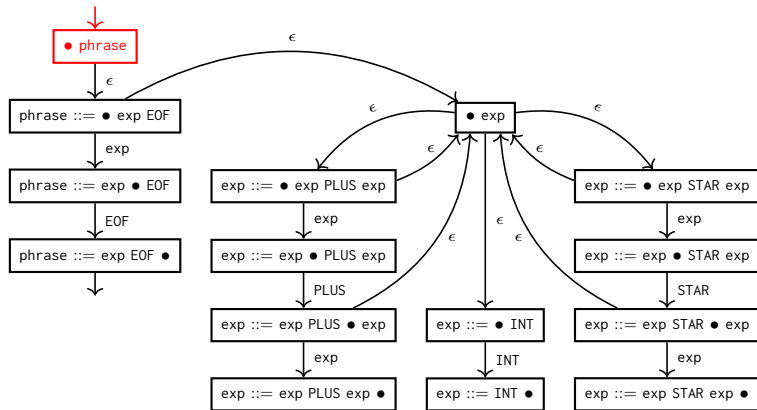 ● phrase
ϵ
ϵ
phrase ::= ● exp EOF
● exp
ϵ
ϵ
exp
ϵ
ϵ
phrase ::= exp ● EOF
exp ::= ● exp PLUS exp
exp ::= ● exp STAR exp
EOF
exp
ϵ
exp
phrase ::= exp EOF ●
exp ::= exp ● PLUS exp
ϵ
ϵ
exp ::= exp ● STAR exp
PLUS
STAR
exp ::= exp PLUS ● exp
exp ::= ● INT
exp ::= exp STAR ● exp
exp
INT
exp
exp ::= exp PLUS exp ●
exp ::= INT ●
exp ::= exp STAR exp ●